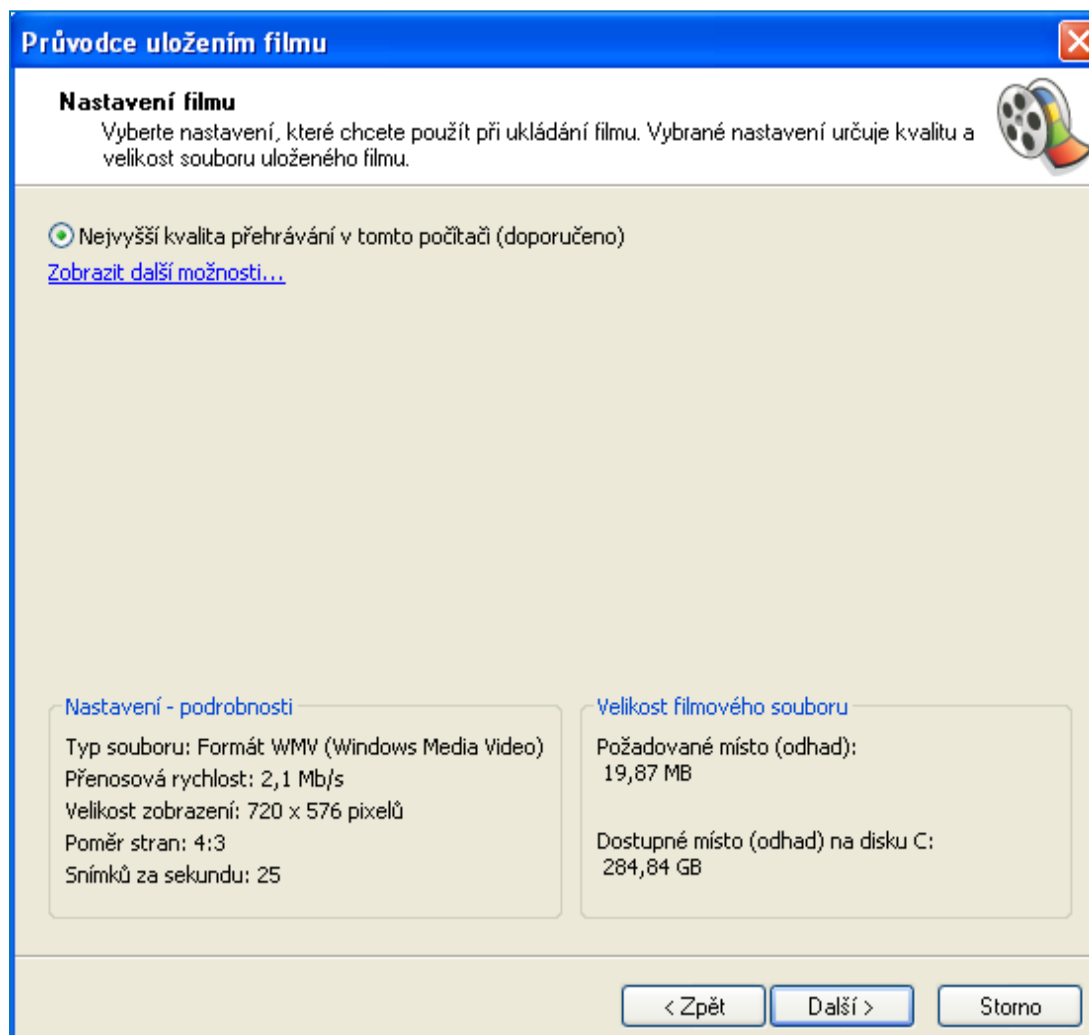 Průvodce uložením filmu
Nastavení filmu
Vyberte nastavení, které chcete použít při ukládání filmu. Vybrané nastavení určuje kvalitu a
velikost souboru uloženého filmu.
Nejvyšší kvalita přehrávání v tomto počítači (doporučeno)
Zobrazit další možnosti...
Nastavení - podrobnosti
Typ souboru: Formát WMV (Windows Media Video)
Přenosová rychlost: 2,1 Mb/s
Velikost zobrazení: 720 x 576 pixelů
Poměr stran: 4:3
Snímků za sekundu: 25
Velikost filmového souboru
Požadované místo (odhad):
19,87 MB
Dostupné místo (odhad) na disku C:
284,84 GB
< Zpět
Další >
Storno